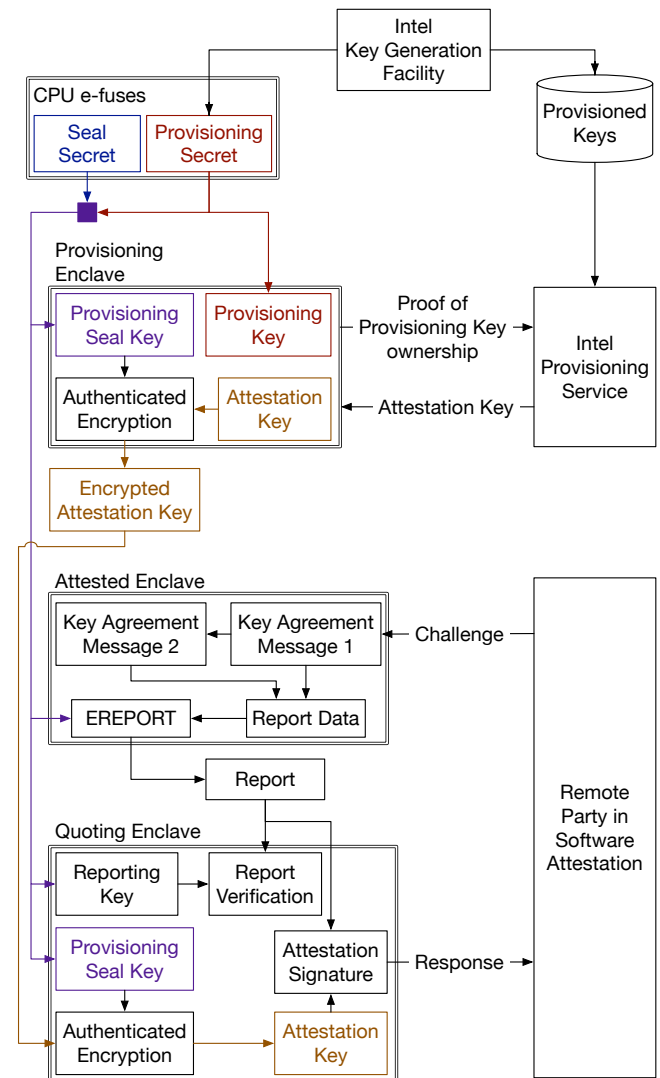 Intel
Key Generation
Facility
CPU e-fuses
Seal
Secret
Provisioning
Secret
Provisioned
Keys
Provisioning
Enclave
Provisioning
Seal Key
Provisioning
Key
Proof of
Provisioning Key
ownership
Intel
Provisioning
Service
Authenticated
Encryption
Attestation
Key
Attestation Key
Encrypted
Attestation Key
Attested Enclave
Key Agreement
Message 2
Key Agreement
Message 1
Challenge
EREPORT
Report Data
Report
Remote
Party in
Software
Attestation
Quoting Enclave
Reporting
Key
Report
Verification
Provisioning
Seal Key
Attestation
Signature
Response
Authenticated
Encryption
Attestation
Key